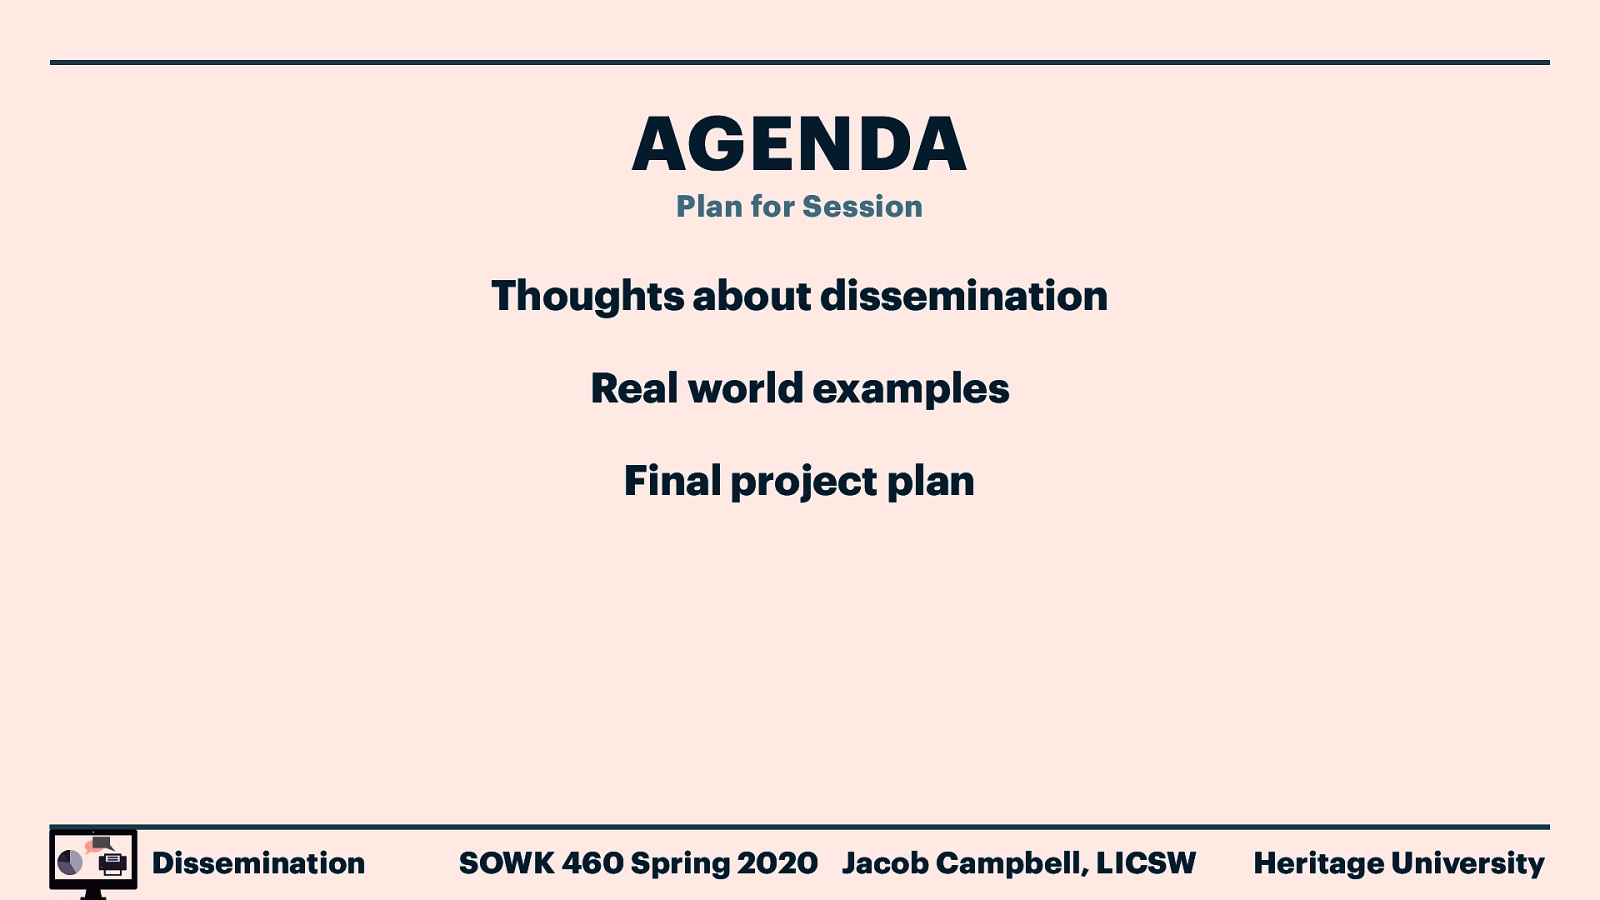 AGENDA
Plan for Session
Thoughts about dissemination
Real world examples
Final project plan
Dissemination SOWK 460 Spring 2020 Jacob Campbell, LICSW Heritage University